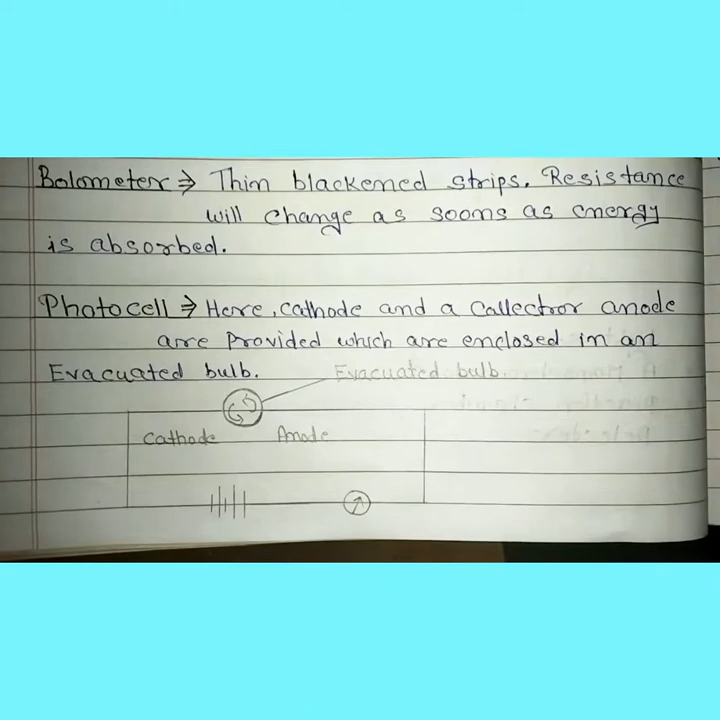 Bolometer ⇒ Thin blackened strips. Resistance
will change as soons as energy
is absorbed.
Photocell ⇒ Here, cathode and a collector anode
are provided which are enclosed in an
Evacuated bulb.
Evacuated bulb.
Cathode Anode